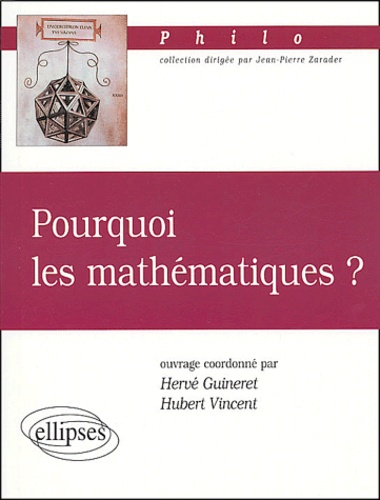 Philo
collection dirigée par Jean-Pierre Zarader
Pourquoi
les mathématiques ?
ouvrage coordonné par
Hervé Guineret
Hubert Vincent
ellipses